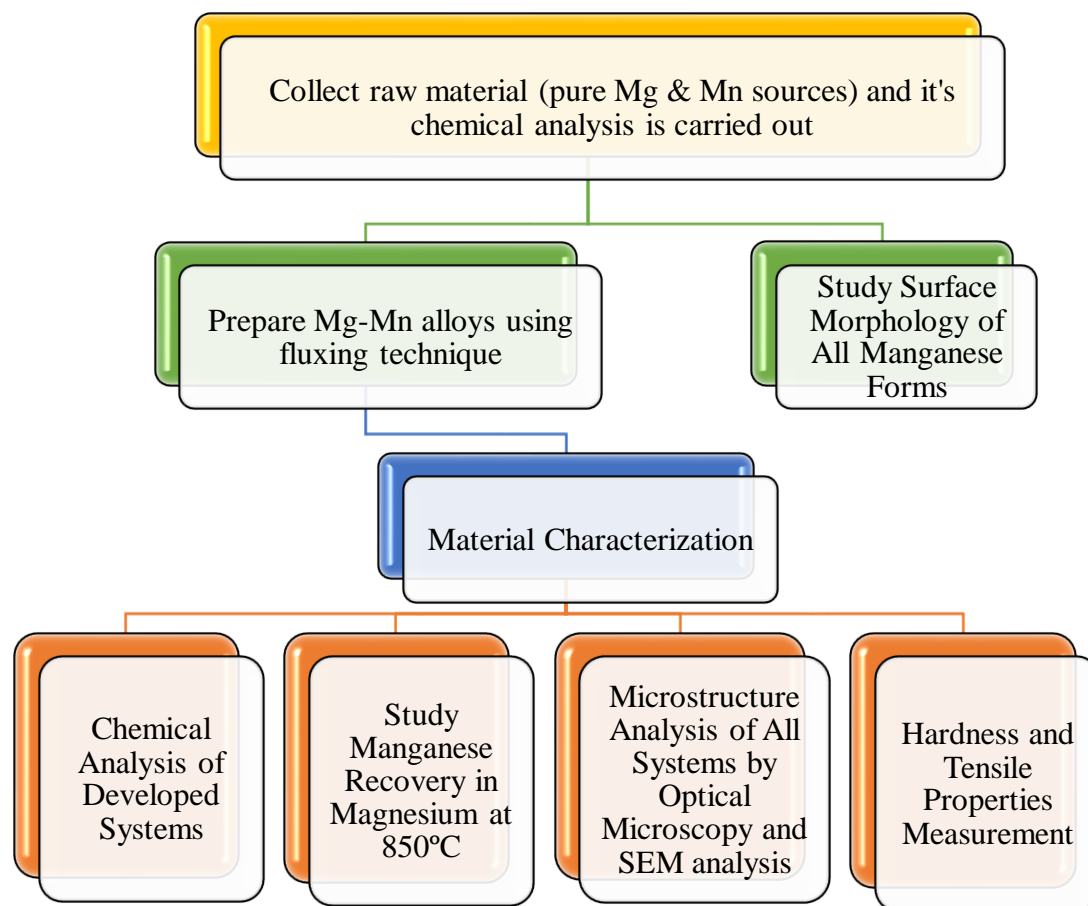 Collect raw material (pure Mg & Mn sources) and it's
chemical analysis is carried out
Prepare Mg-Mn alloys using
fluxing technique
Study Surface
Morphology of
All Manganese
Forms
Material Characterization
Chemical
Analysis of
Developed
Systems
Study
Manganese
Recovery in
Magnesium at
850ºC
Microstructure
Analysis of All
Systems by
Optical
Microscopy and
SEM analysis
Hardness and
Tensile
Properties
Measurement